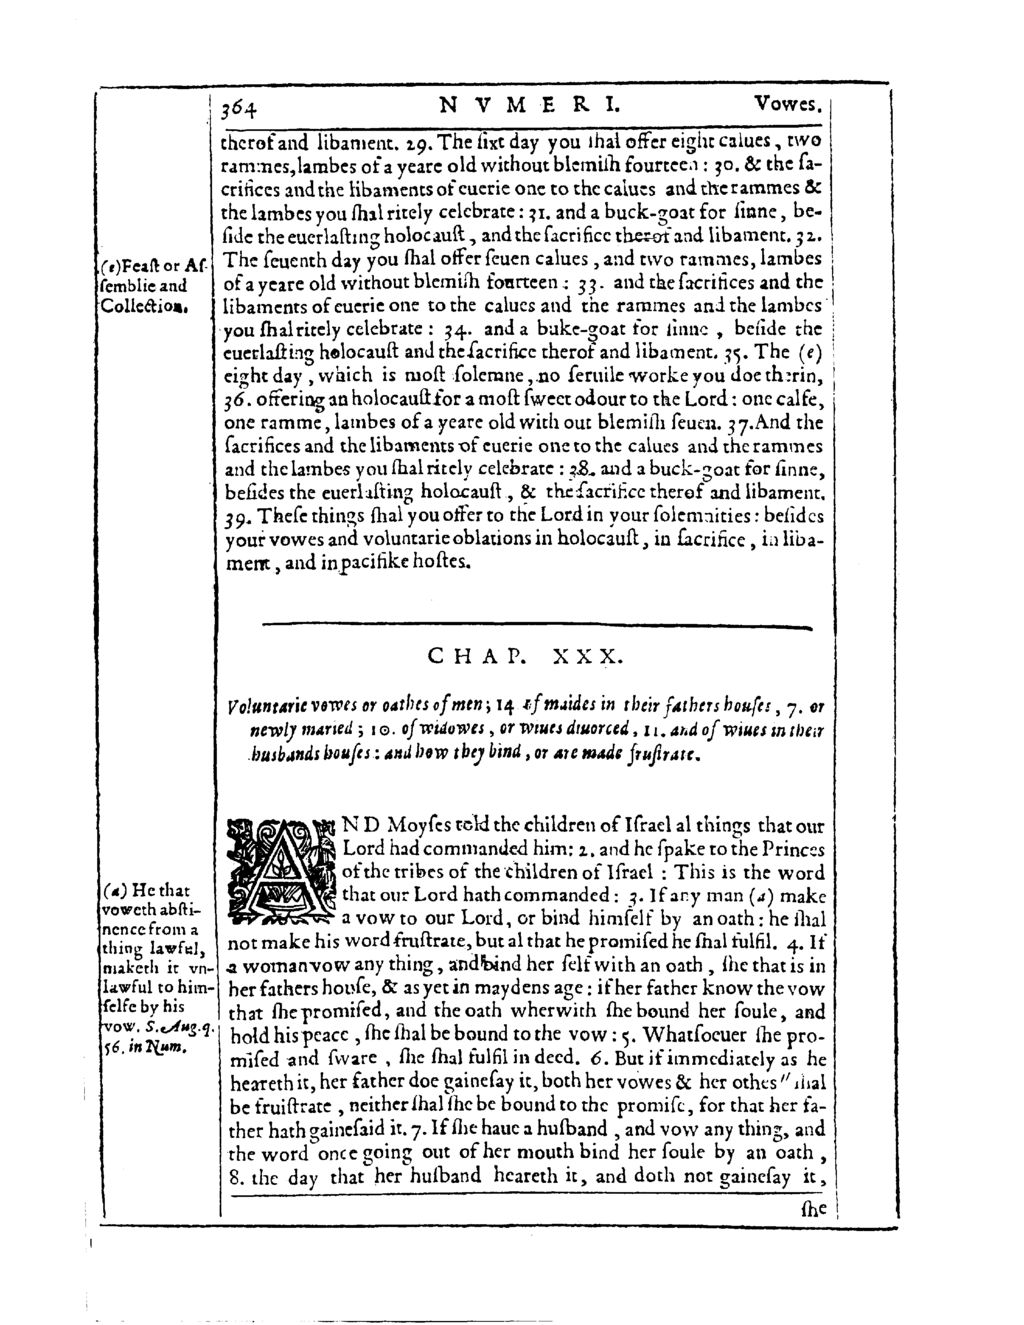 364 NVMERI. Vowes.
therof and libament. 29. The ſixt day you ſhal offer eight calues, two
rammes, lambes of a yeare old without blemiſh fourteen: 30. & the ſa-
crifices and the libaments of euerie one to the calues and the rammes &
the lambes you ſhal ritely celebrate: 31. and a buck-goat for ſinne, be-
ſide the euerlaſting holocauſt, and the ſacrifice therof and libament. 32.
The ſeuenth day you ſhal offer ſeuen calues, and two rammes, lambes
of a yeare old without blemiſh fourteen: 33. and the ſacrifices and the
libaments of euerie one to the calues and the rammes and the lambes
you ſhal ritely celebrate: 34. and a buke-goat for ſinne, beſide the
euerlaſting holocauſt and the ſacrifice therof and libament. 35. The (e)
eight day, which is moſt ſolemne, no ſeruile worke you doe therin,
36. offering an holocauſt for a moſt ſweet odour to the Lord: one calfe,
one ramme, lambes of a yeare old with out blemiſh ſeuen. 37. And the
ſacrifices and the libaments of euerie one to the calues and the rammes
and the lambes you ſhal ritely celebrate: 38. and a buck-goat for ſinne,
beſides the euerlaſting holocauſt, & the ſacrifice therof and libament.
39. Theſe things ſhal you offer to the Lord in your ſolemnities: beſides
your vowes and voluntarie oblations in holocauſt, in ſacrifice, in liba-
ment, and in pacifike hoſtes.
(e) Feaſt or Aſ-
ſemblie and
Collection.
CHAP. XXX.
Voluntarie vowes or oathes of men; 14 of maides in their fathers houſes, 7. or
newly maried; 10. of widowes, or wiues diuorced, 11. and of wiues in their
husbands houſes: and how they bind, or are made fruſtrate.
AND Moyſes told the children of Iſrael al things that our
Lord had commanded him: 2. and he ſpake to the Princes
of the tribes of the children of Iſrael: This is the word
that our Lord hath commanded: 3. If any man (a) make
a vow to our Lord, or bind himſelf by an oath: he ſhal
not make his word fruſtrate, but al that he promiſed he ſhal fulfil. 4. If
a woman vow any thing, and bind her ſelf with an oath, ſhe that is in
her fathers houſe, & as yet in maydens age: if her father know the vow
that ſhe promiſed, and the oath wherwith ſhe bound her ſoule, and
hold his peace, ſhe ſhal be bound to the vow: 5. Whatſoeuer ſhe pro-
miſed and ſware, ſhe ſhal fulfil in deed. 6. But if immediately as he
heareth it, her father doe gaineſay it, both her vowes & her othes" ſhal
be fruiſtrate, neither ſhal ſhe be bound to the promiſe, for that her fa-
ther hath gaineſaid it. 7. If ſhe haue a huſband, and vow any thing, and
the word once going out of her mouth bind her ſoule by an oath,
8. the day that her huſband heareth it, and doth not gaineſay it,
ſhe
(a) He that
voweth abſti-
nence from a
thing lawful,
maketh it vn-
lawful to him-
ſelfe by his
vow. S. Aug. q.
56. in Num.